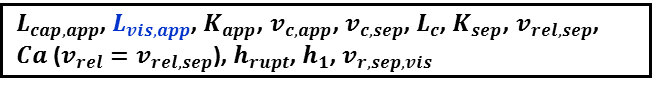 L_{cap,app}, L_{vis,app}, K_{app}, v_{c,app}, v_{c,sep}, L_c, K_{sep}, v_{rel,sep},
Ca (v_{rel} = v_{rel,sep}), h_{rupt}, h_1, v_{r,sep,vis}